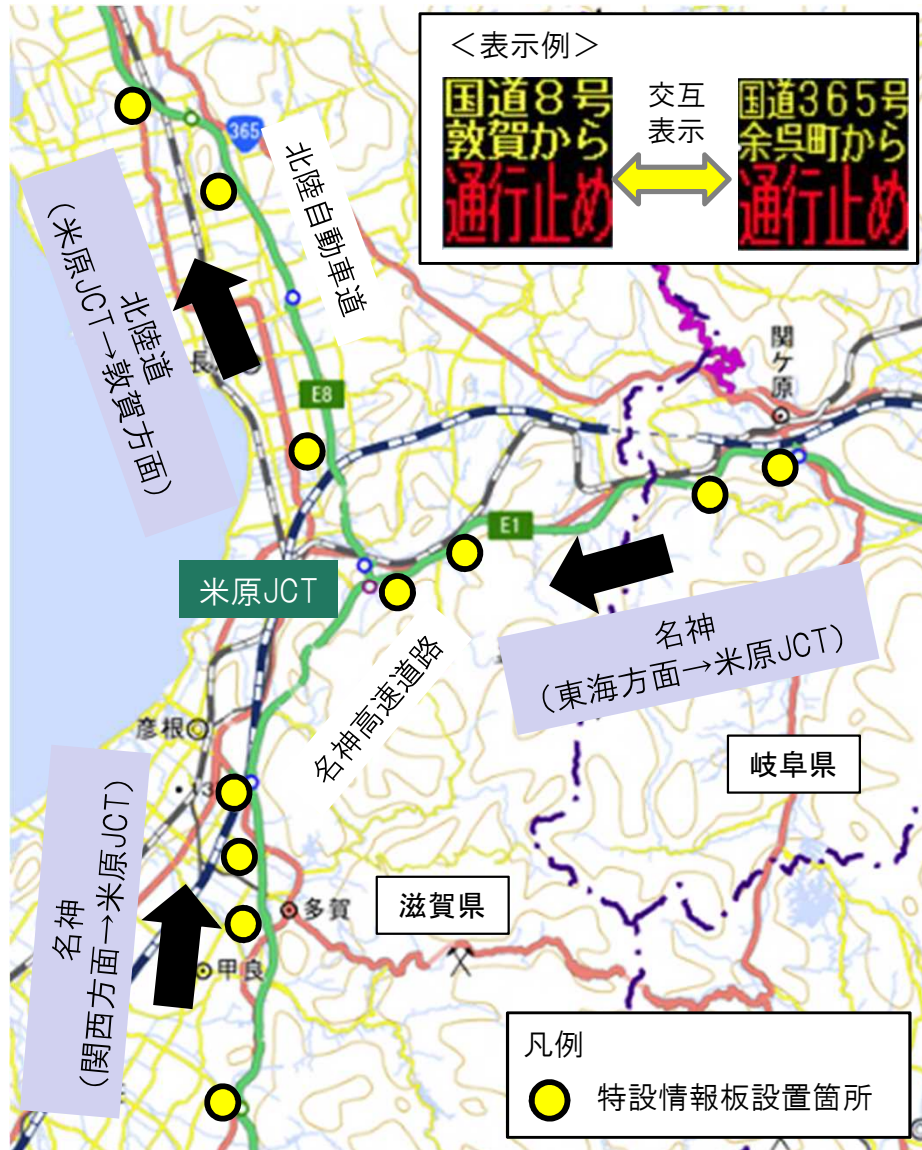 ＜表示例＞
国道８号
敦賀から
通行止め
交互
表示
国道３６５号
余呉町から
通行止め
365
北陸自動車道
北陸道
（米原JCT→敦賀方面）
長
E8
関ケ原
E1
米原JCT
名神
（東海方面→米原JCT）
名神高速道路
彦根
岐阜県
名神
（関西方面→米原JCT）
多賀
滋賀県
甲良
凡例
特設情報板設置箇所